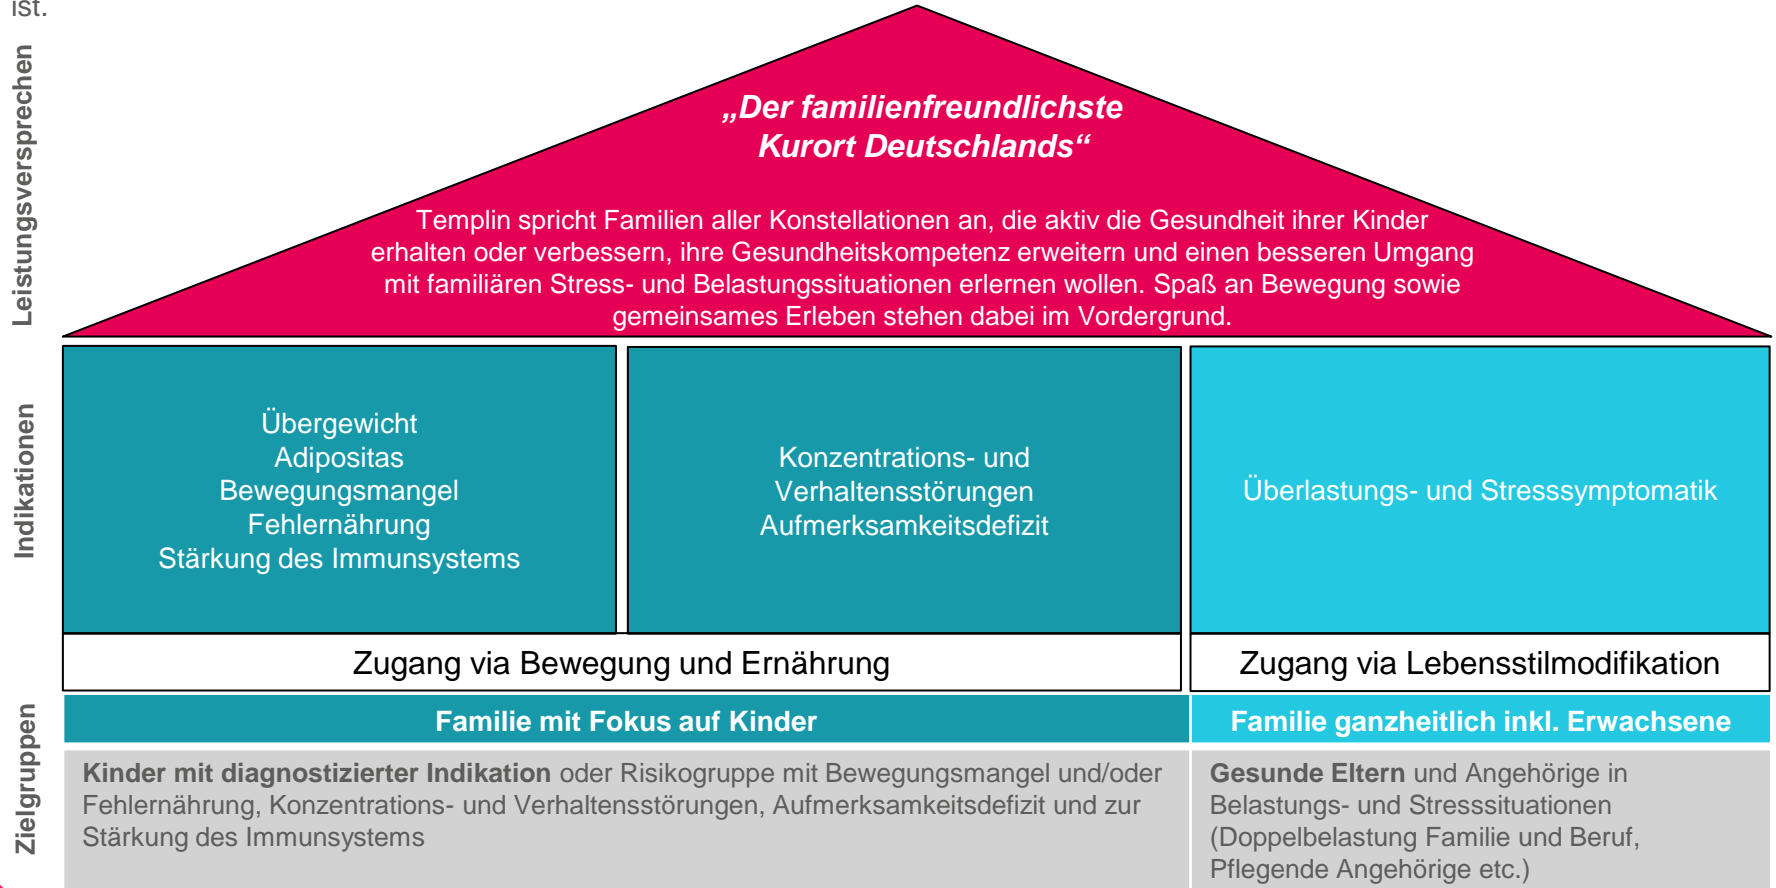 ist.
Leistungsversprechen
„Der familienfreundlichste
Kurort Deutschlands“
Templin spricht Familien aller Konstellationen an, die aktiv die Gesundheit ihrer Kinder
erhalten oder verbessern, ihre Gesundheitskompetenz erweitern und einen besseren Umgang
mit familiären Stress- und Belastungssituationen erlernen wollen. Spaß an Bewegung sowie
gemeinsames Erleben stehen dabei im Vordergrund.
Indikationen
Übergewicht
Adipositas
Bewegungsmangel
Fehlernährung
Stärkung des Immunsystems
Konzentrations- und
Verhaltensstörungen
Aufmerksamkeitsdefizit
Überlastungs- und Stresssymptomatik
Zugang via Bewegung und Ernährung
Zugang via Lebensstilmodifikation
Zielgruppen
Familie mit Fokus auf Kinder
Familie ganzheitlich inkl. Erwachsene
Kinder mit diagnostizierter Indikation oder Risikogruppe mit Bewegungsmangel und/oder
Fehlernährung, Konzentrations- und Verhaltensstörungen, Aufmerksamkeitsdefizit und zur
Stärkung des Immunsystems
Gesunde Eltern und Angehörige in
Belastungs- und Stresssituationen
(Doppelbelastung Familie und Beruf,
Pflegende Angehörige etc.)